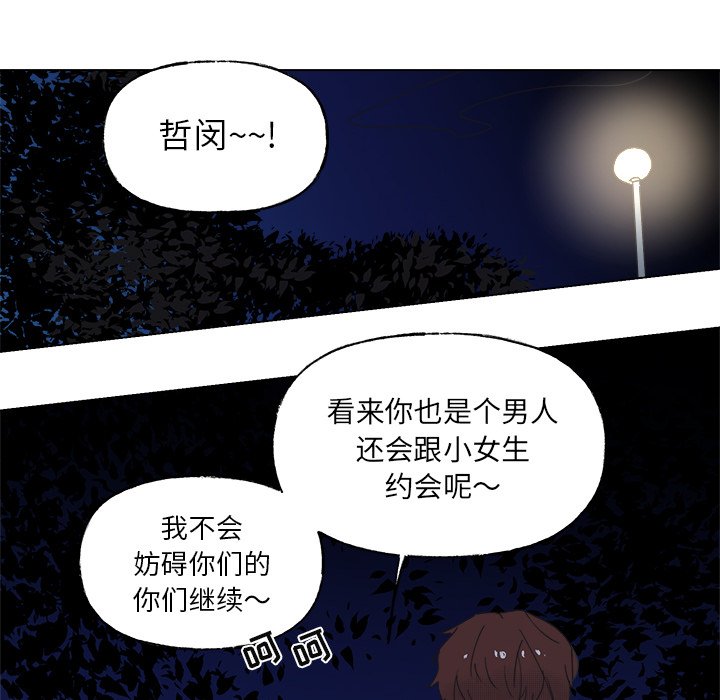 哲闵~~!
看来你也是个男人
还会跟小女生
约会呢～
我不会
妨碍你们的
你们继续～
呵呵